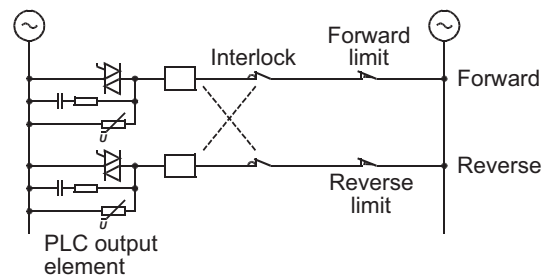 Interlock
Forward
limit
Forward
U
Reverse
Reverse
limit
U
PLC output
element